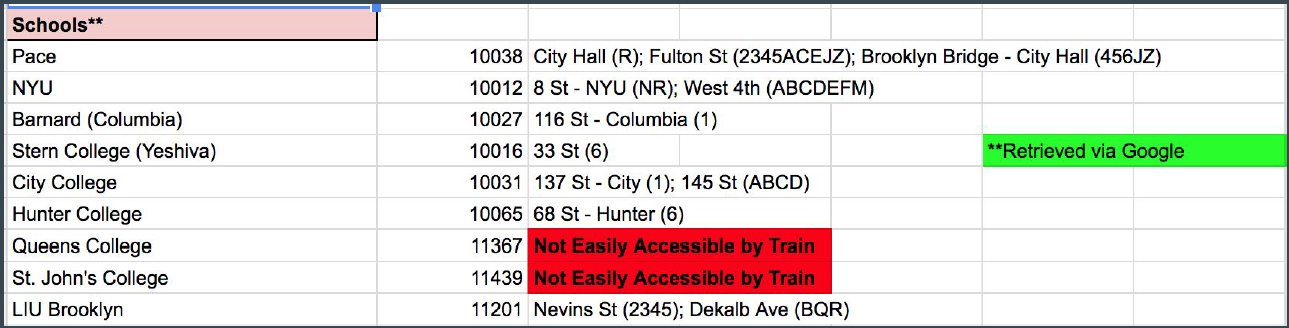 Schools**
Pace 10038 City Hall (R); Fulton St (2345ACEJZ); Brooklyn Bridge - City Hall (456JZ)
NYU 10012 8 St - NYU (NR); West 4th (ABCDEFM)
Barnard (Columbia) 10027 116 St - Columbia (1)
Stern College (Yeshiva) 10016 33 St (6) **Retrieved via Google
City College 10031 137 St - City (1); 145 St (ABCD)
Hunter College 10065 68 St - Hunter (6)
Queens College 11367 Not Easily Accessible by Train
St. John's College 11439 Not Easily Accessible by Train
LIU Brooklyn 11201 Nevins St (2345); Dekalb Ave (BQR)